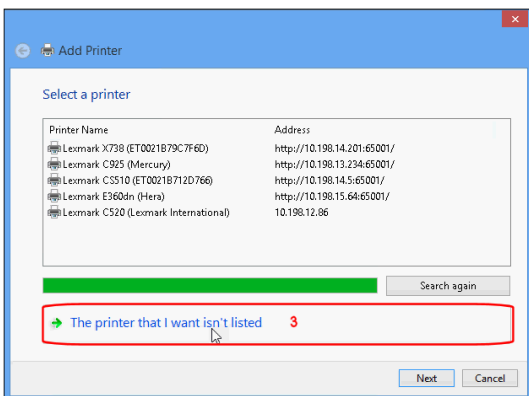 Add Printer
Select a printer
Printer Name Address
Lexmark X738 (ET0021B79C7F6D) http://10.198.14.201:65001/
Lexmark C925 (Mercury) http://10.198.13.234:65001/
Lexmark CS510 (ET0021B712D766) http://10.198.14.5:65001/
Lexmark E360dn (Hera) http://10.198.15.64:65001/
Lexmark C520 (Lexmark International) 10.198.12.86
Search again
The printer that I want isn't listed 3
Next Cancel